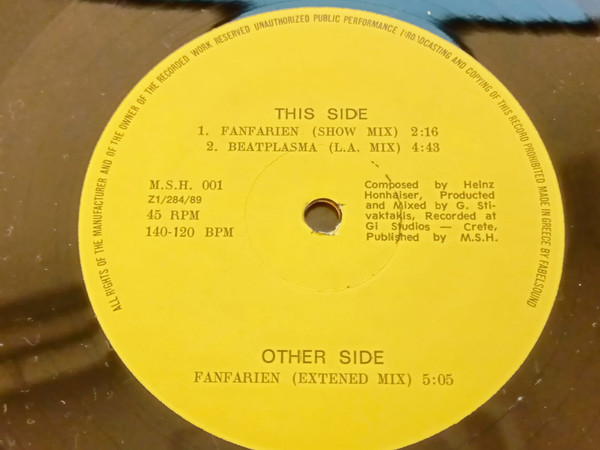 ALL RIGHTS OF THE MANUFACTURER AND OF THE OWNER OF THE RECORDED WORK RESERVED UNAUTHORIZED PUBLIC PERFORMANCE BROADCASTING AND COPYING OF THIS RECORD PROHIBITED MADE IN GREECE BY FABELSOUND
THIS SIDE
1. FANFARIEN (SHOW MIX) 2:16
2. BEATPLASMA (L.A. MIX) 4:43
M.S.H. 001
Z1/284/89
45 RPM
140-120 BPM
Composed by Heinz
Honhaiser, Producted
and Mixed by G. Sti-
vaktakis, Recorded at
Gi Studios — Crete,
Published by M.S.H.
OTHER SIDE
FANFARIEN (EXTENED MIX) 5:05